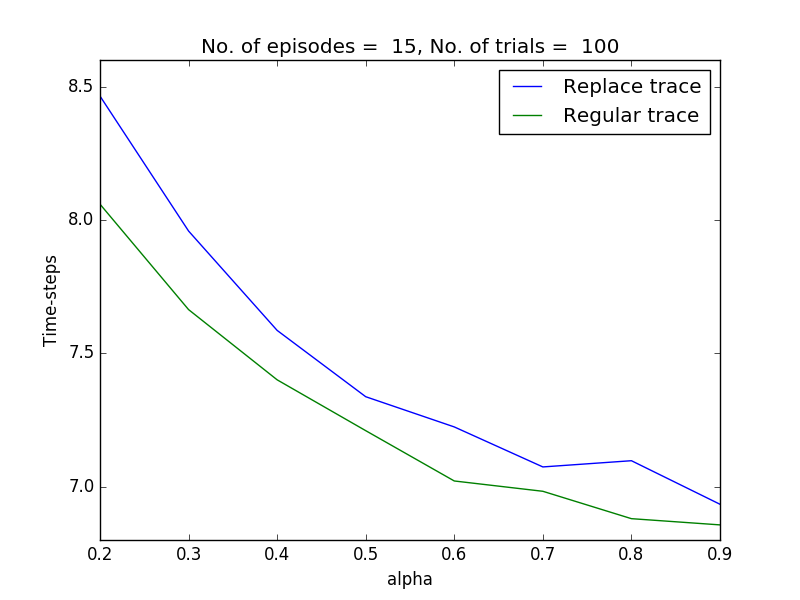 No. of episodes =  15, No. of trials =  100
Replace trace
Regular trace
8.5
8.0
7.5
7.0
Time-steps
0.2 0.3 0.4 0.5 0.6 0.7 0.8 0.9
alpha